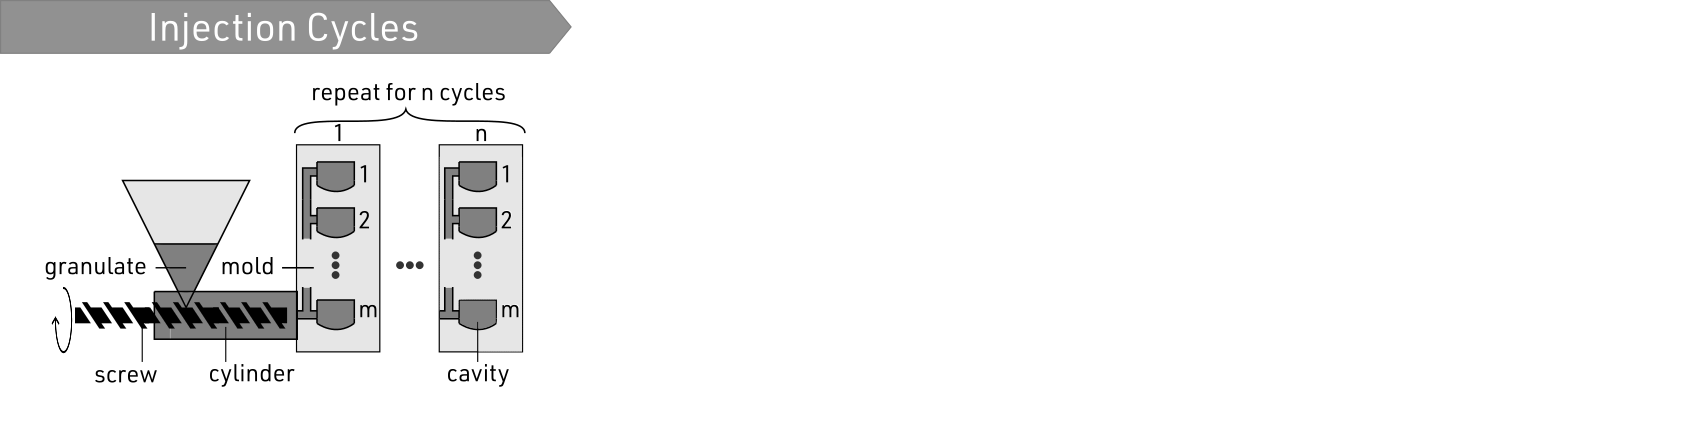 Injection Cycles
repeat for n cycles
1
n
1
1
2
2
granulate
mold
m
m
screw
cylinder
cavity